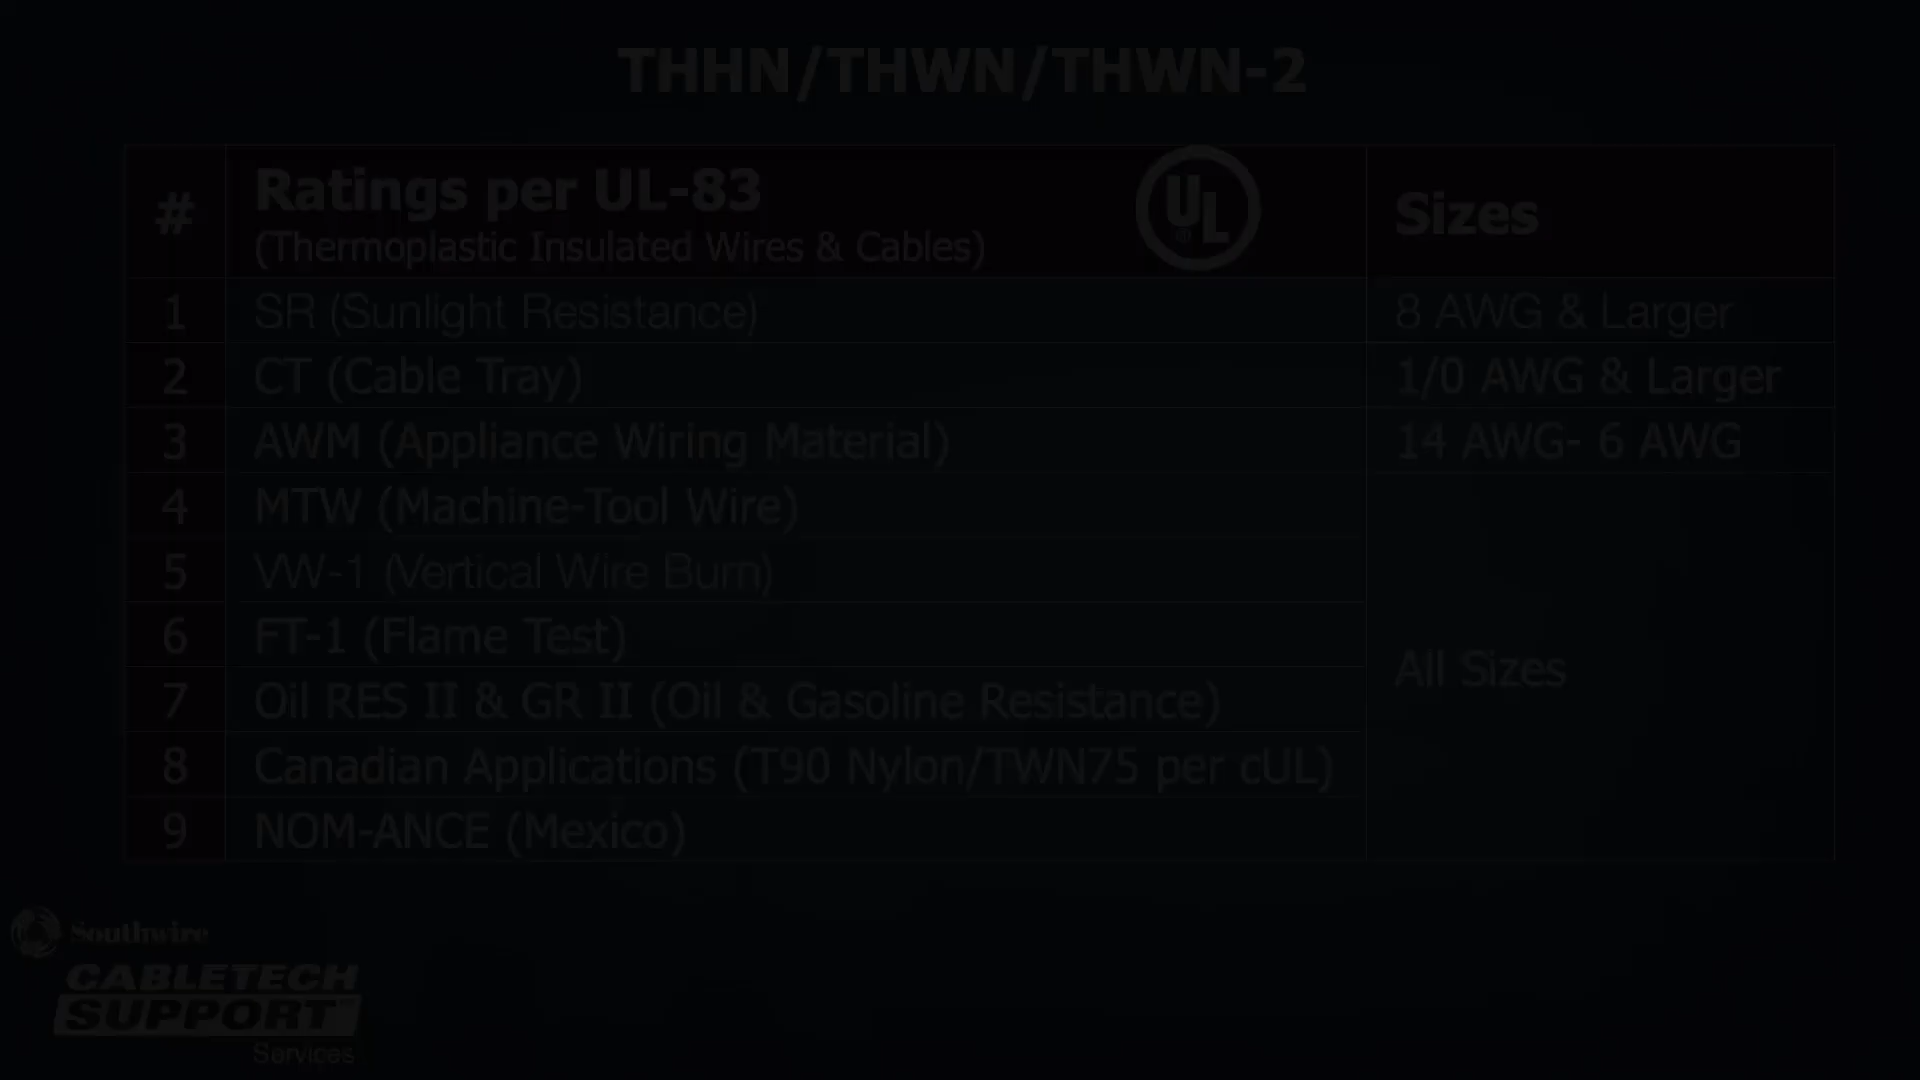 THHN/THWN/THWN-2
# Ratings per UL-83 Sizes
(Thermoplastic Insulated Wires & Cables)
UL
®
1 SR (Sunlight Resistance) 8 AWG & Larger
2 CT (Cable Tray) 1/0 AWG & Larger
3 AWM (Appliance Wiring Material) 14 AWG- 6 AWG
4 MTW (Machine-Tool Wire)
5 VW-1 (Vertical Wire Burn)
6 FT-1 (Flame Test)
All Sizes
7 Oil RES II & GR II (Oil & Gasoline Resistance)
8 Canadian Applications (T90 Nylon/TWN75 per cUL)
9 NOM-ANCE (Mexico)
Southwire
CABLETECH
SUPPORT
Services